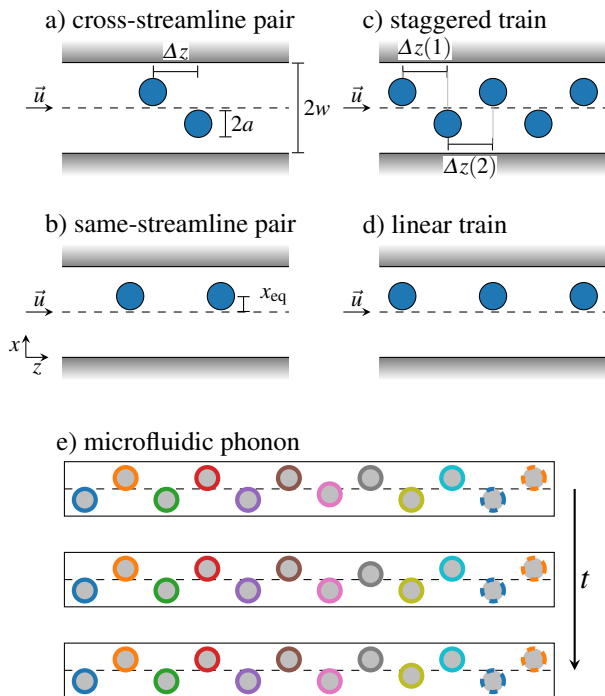 a) cross-streamline pair
Δz
u⃗
2a
2w
c) staggered train
Δz(1)
u⃗
Δz(2)
b) same-streamline pair
u⃗
x_eq
x
z
d) linear train
u⃗
e) microfluidic phonon
t